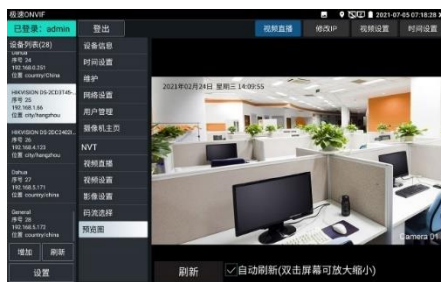 极速ONVIF
2021-07-05 07:18:28
已登录: admin
登出
视频直播
修改IP
视频设置
时间设置
设备列表(28)
Dahua
序号 24
192.168.0.251
位置 country/China
HIKVISION DS-2CD3T45-...
序号 25
192.168.1.66
位置 city/hangzhou
序号 26
192.168.4.123
位置 city/hangzhou
Dahua
序号 27
192.168.5.171
位置 country/china
General
序号 28
192.168.5.172
位置 country/china
增加
刷新
设置
设备信息
时间设置
维护
网络设置
用户管理
摄像机主页
NVT
视频直播
视频设置
影像设置
码流选择
预览图
2021年02月24日 星期三 14:09:55
Camera 01
刷新
自动刷新(双击屏幕可放大缩小)